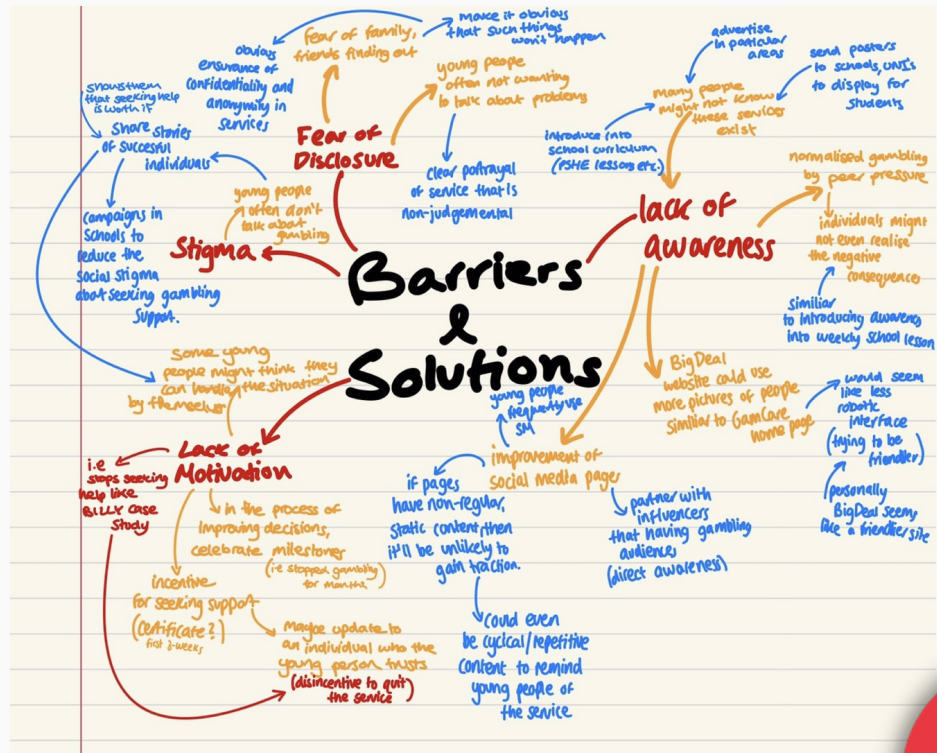 Barriers
&
Solutions
Fear of
Disclosure
fear of family,
friends finding out
make it obvious
that such things
won't happen
obvious
ensurance of
confidentiality and
anonymity in
services
young people
often not wanting
to talk about problems
clear portrayal
of service that is
non-judgemental
Stigma
young people
often don't
talk about
gambling
Share stories
of succesful
individuals
shows them
that seeking help
is worth it
campaigns in
schools to
reduce the
social stigma
about seeking gambling
support.
lack of
awareness
many people
might not know
these services
exist
advertise
in particular
areas
send posters
to schools, UNI's
to display for
students
introduce into
school curriculum
(PSHE lessons etc.)
normalised gambling
by peer pressure
individuals might
not even realise
the negative
consequences
similiar
to introducing awareness
into weekly school lesson
BigDeal
website could use
more pictures of people
similar to GamCare
home page
would seem
like less
robotic
interface
(trying to be
friendlier)
personally
BigDeal seems
like a friendlier site
improvement of
social media pages
young people
frequently use
SM
if pages
have non-regular,
static content, then
it'll be unlikely to
gain traction.
could even
be cyclical/repetitive
content to remind
young people of
the service
partner with
influencers
that having gambling
audiences
(direct awareness)
Lack of
Motivation
some young
people might think they
can handle the situation
by themself
i.e
stops seeking
help like
BILLY case
study
in the process of
improving decisions,
celebrate milestones
(i.e stopped gambling
for months)
incentive
for seeking support
(certificate?)
first weeks
Maybe update to
an individual who the
young person trusts
(disincentive to quit
the service)